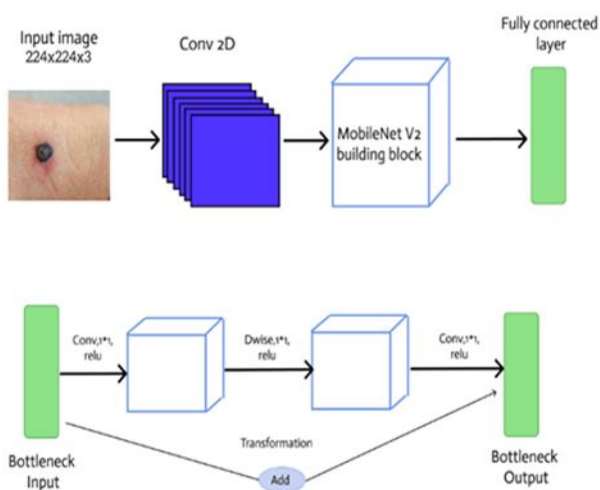 Input image
224x224x3
Conv 2D
Fully connected
layer
MobileNet V2
building block
Conv,1*1,
relu
Dwise,1*1,
relu
Conv,1*1,
relu
Transformation
Add
Bottleneck
Input
Bottleneck
Output